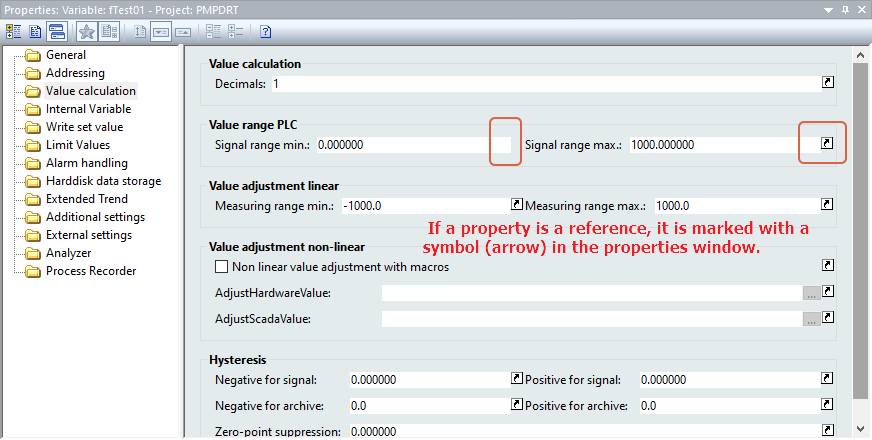 Properties: Variable: fTest01 - Project: PMPDRT
General
Addressing
Value calculation
Internal Variable
Write set value
Limit Values
Alarm handling
Harddisk data storage
Extended Trend
Additional settings
External settings
Analyzer
Process Recorder
Value calculation
Decimals: 1
Value range PLC
Signal range min.: 0.000000 Signal range max.: 1000.000000
Value adjustment linear
Measuring range min.: -1000.0 Measuring range max.: 1000.0
If a property is a reference, it is marked with a
symbol (arrow) in the properties window.
Value adjustment non-linear
Non linear value adjustment with macros
AdjustHardwareValue: ...
AdjustScadaValue: ...
Hysteresis
Negative for signal: 0.000000 Positive for signal: 0.000000
Negative for archive: 0.0 Positive for archive: 0.0
Zero-point suppression: 0.000000